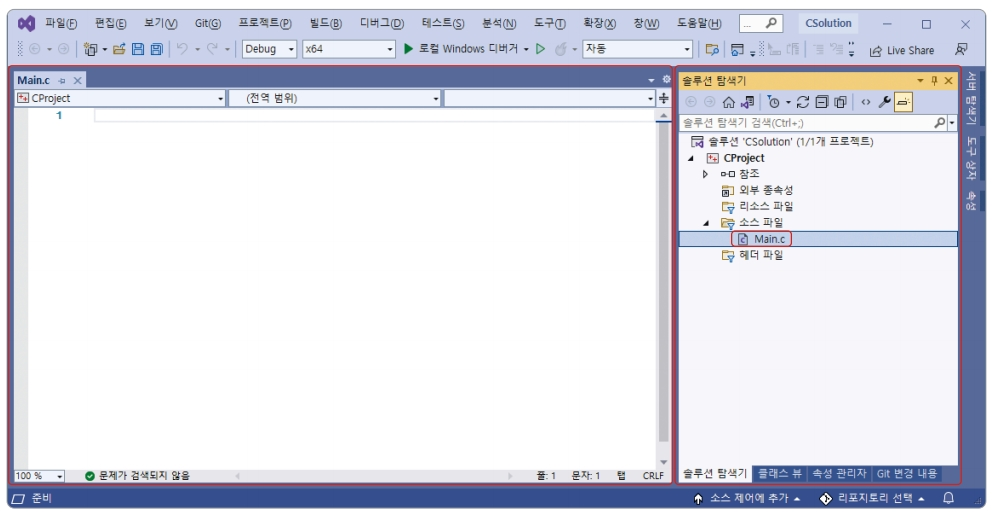 파일(F) 편집(E) 보기(V) Git(G) 프로젝트(P) 빌드(B) 디버그(D) 테스트(S) 분석(N) 도구(T) 확장(X) 창(W) 도움말(H) ... CSolution
Debug x64 로컬 Windows 디버거 자동 Live Share
Main.c
CProject (전역 범위)
1
솔루션 탐색기
솔루션 탐색기 검색(Ctrl+;)
솔루션 'CSolution' (1/1개 프로젝트)
CProject
참조
외부 종속성
리소스 파일
소스 파일
Main.c
헤더 파일
서버 탐색기
도구 상자
속성
100 % 문제가 검색되지 않음 줄: 1 문자: 1 탭 CRLF
솔루션 탐색기 클래스 뷰 속성 관리자 Git 변경 내용
준비 소스 제어에 추가 리포지토리 선택